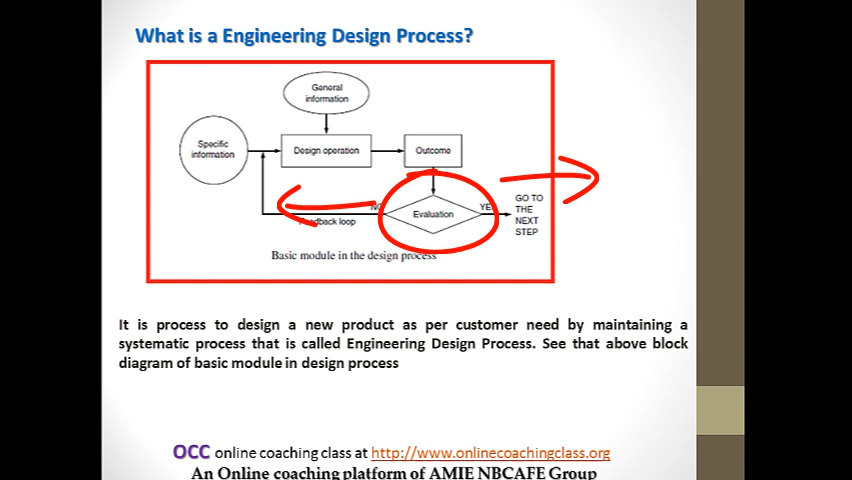 What is a Engineering Design Process?
General
information
Specific
information
Design operation
Outcome
NO
YES
Evaluation
Feedback loop
GO TO
THE
NEXT
STEP
Basic module in the design process
It is process to design a new product as per customer need by maintaining a
systematic process that is called Engineering Design Process. See that above block
diagram of basic module in design process
OCC online coaching class at http://www.onlinecoachingclass.org
An Online coaching platform of AMIE NBCAFE Group